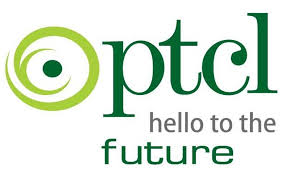 ptcl
hello to the
future